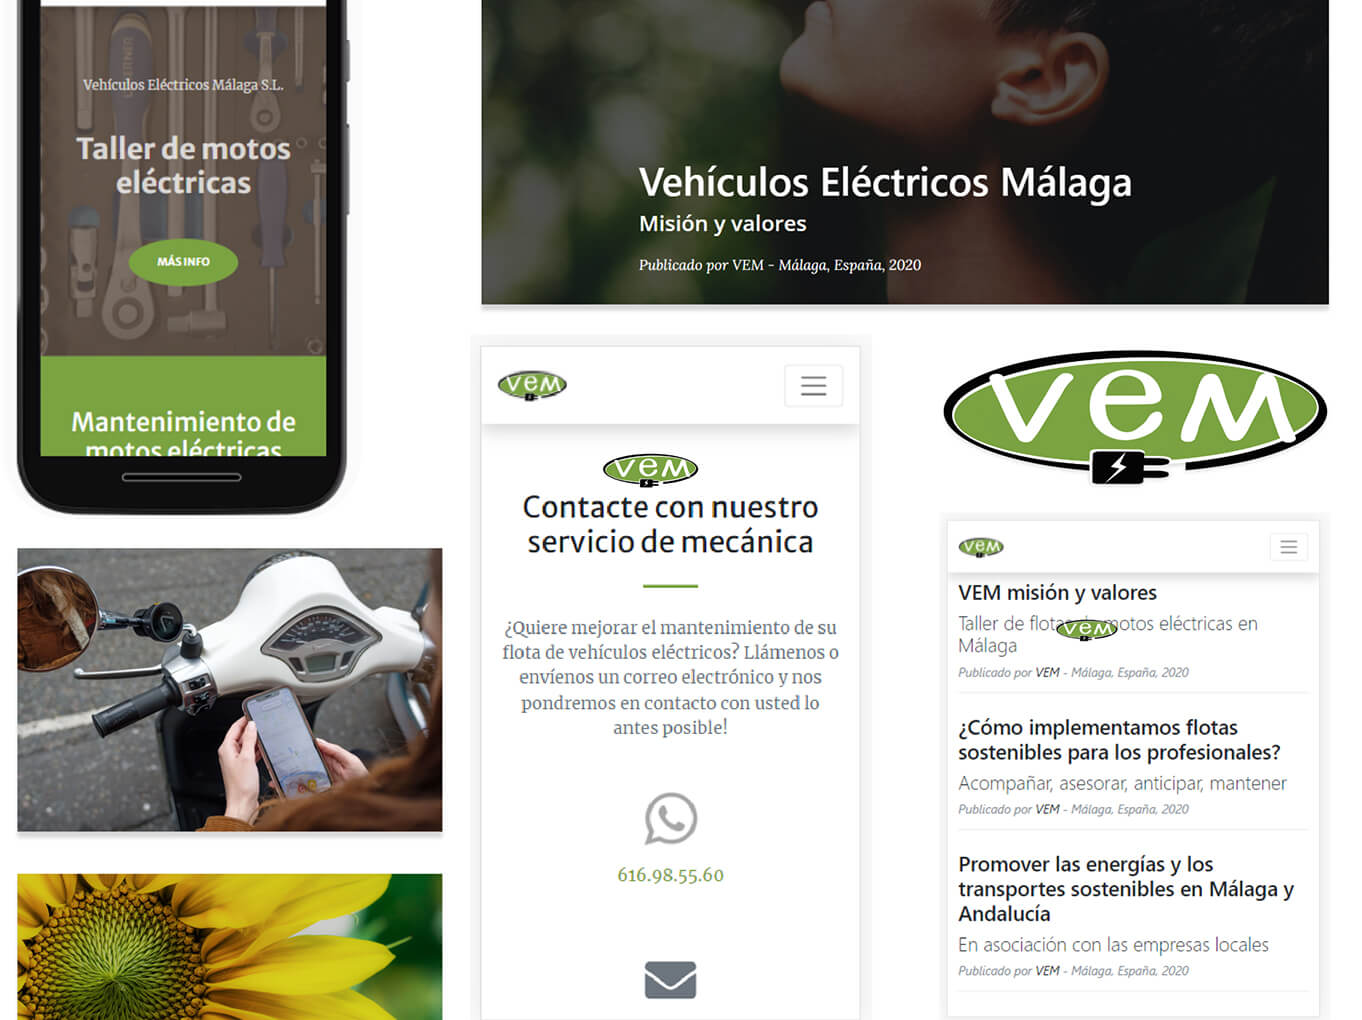 Vehículos Eléctricos Málaga S.L.
Taller de motos
eléctricas
MÁS INFO
Mantenimiento de
motos eléctricas
Vehículos Eléctricos Málaga
Misión y valores
Publicado por VEM - Málaga, España, 2020
vem
vem
Contacte con nuestro
servicio de mecánica
¿Quiere mejorar el mantenimiento de su
flota de vehículos eléctricos? Llámenos o
envíenos un correo electrónico y nos
pondremos en contacto con usted lo
antes posible!
616.98.55.60
vem
vem
VEM misión y valores
Taller de flotas de motos eléctricas en
Málaga
vem
Publicado por VEM - Málaga, España, 2020
¿Cómo implementamos flotas
sostenibles para los profesionales?
Acompañar, asesorar, anticipar, mantener
Publicado por VEM - Málaga, España, 2020
Promover las energías y los
transportes sostenibles en Málaga y
Andalucía
En asociación con las empresas locales
Publicado por VEM - Málaga, España, 2020